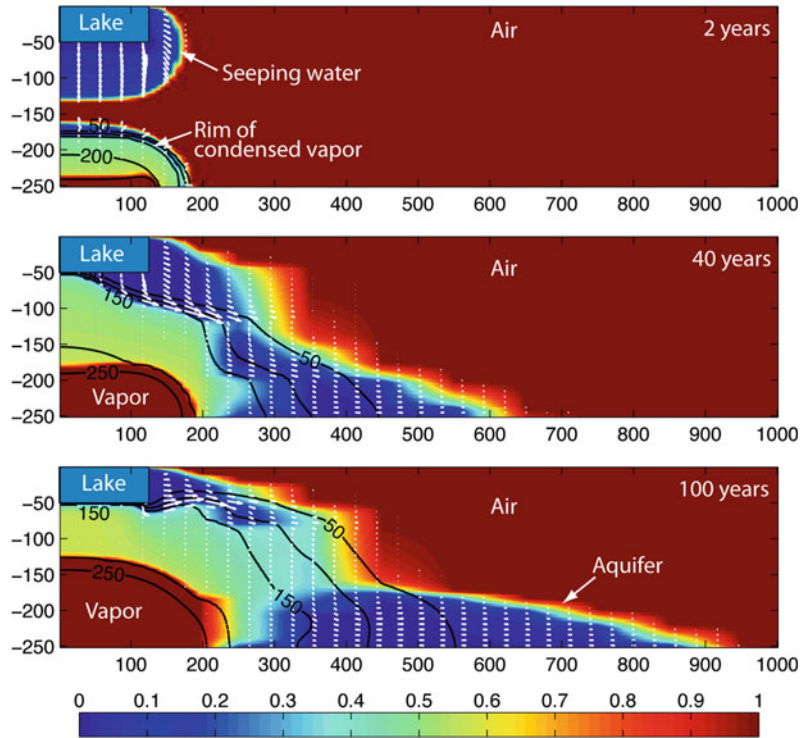 Lake
Air
2 years
Seeping water
Rim of
condensed vapor
50
200
-50
-100
-150
-200
-250
100 200 300 400 500 600 700 800 900 1000
Lake
Air
40 years
150
50
250
Vapor
-50
-100
-150
-200
-250
100 200 300 400 500 600 700 800 900 1000
Lake
Air
100 years
150
50
250
150
Vapor
Aquifer
-50
-100
-150
-200
-250
100 200 300 400 500 600 700 800 900 1000
0 0.1 0.2 0.3 0.4 0.5 0.6 0.7 0.8 0.9 1